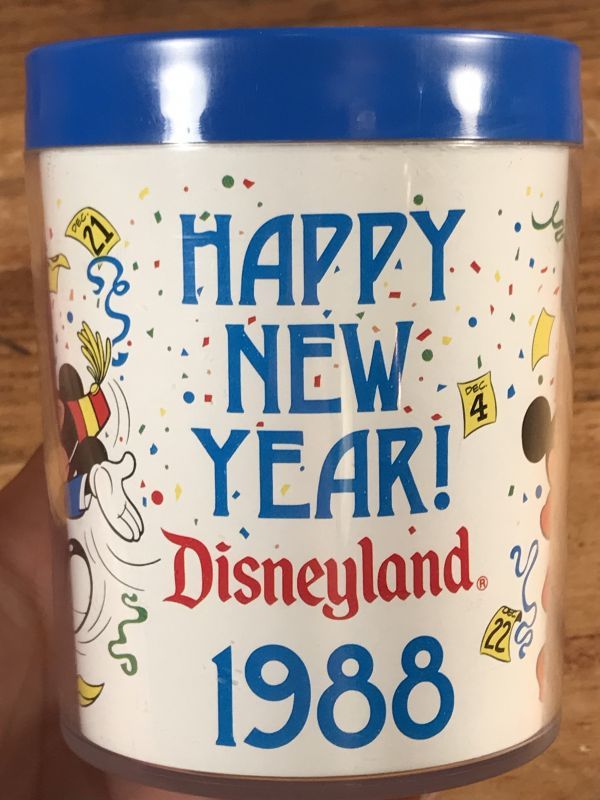 DEC.
21
HAPPY
NEW
DEC.
4
YEAR!
Disneyland®
DEC.
22
1988